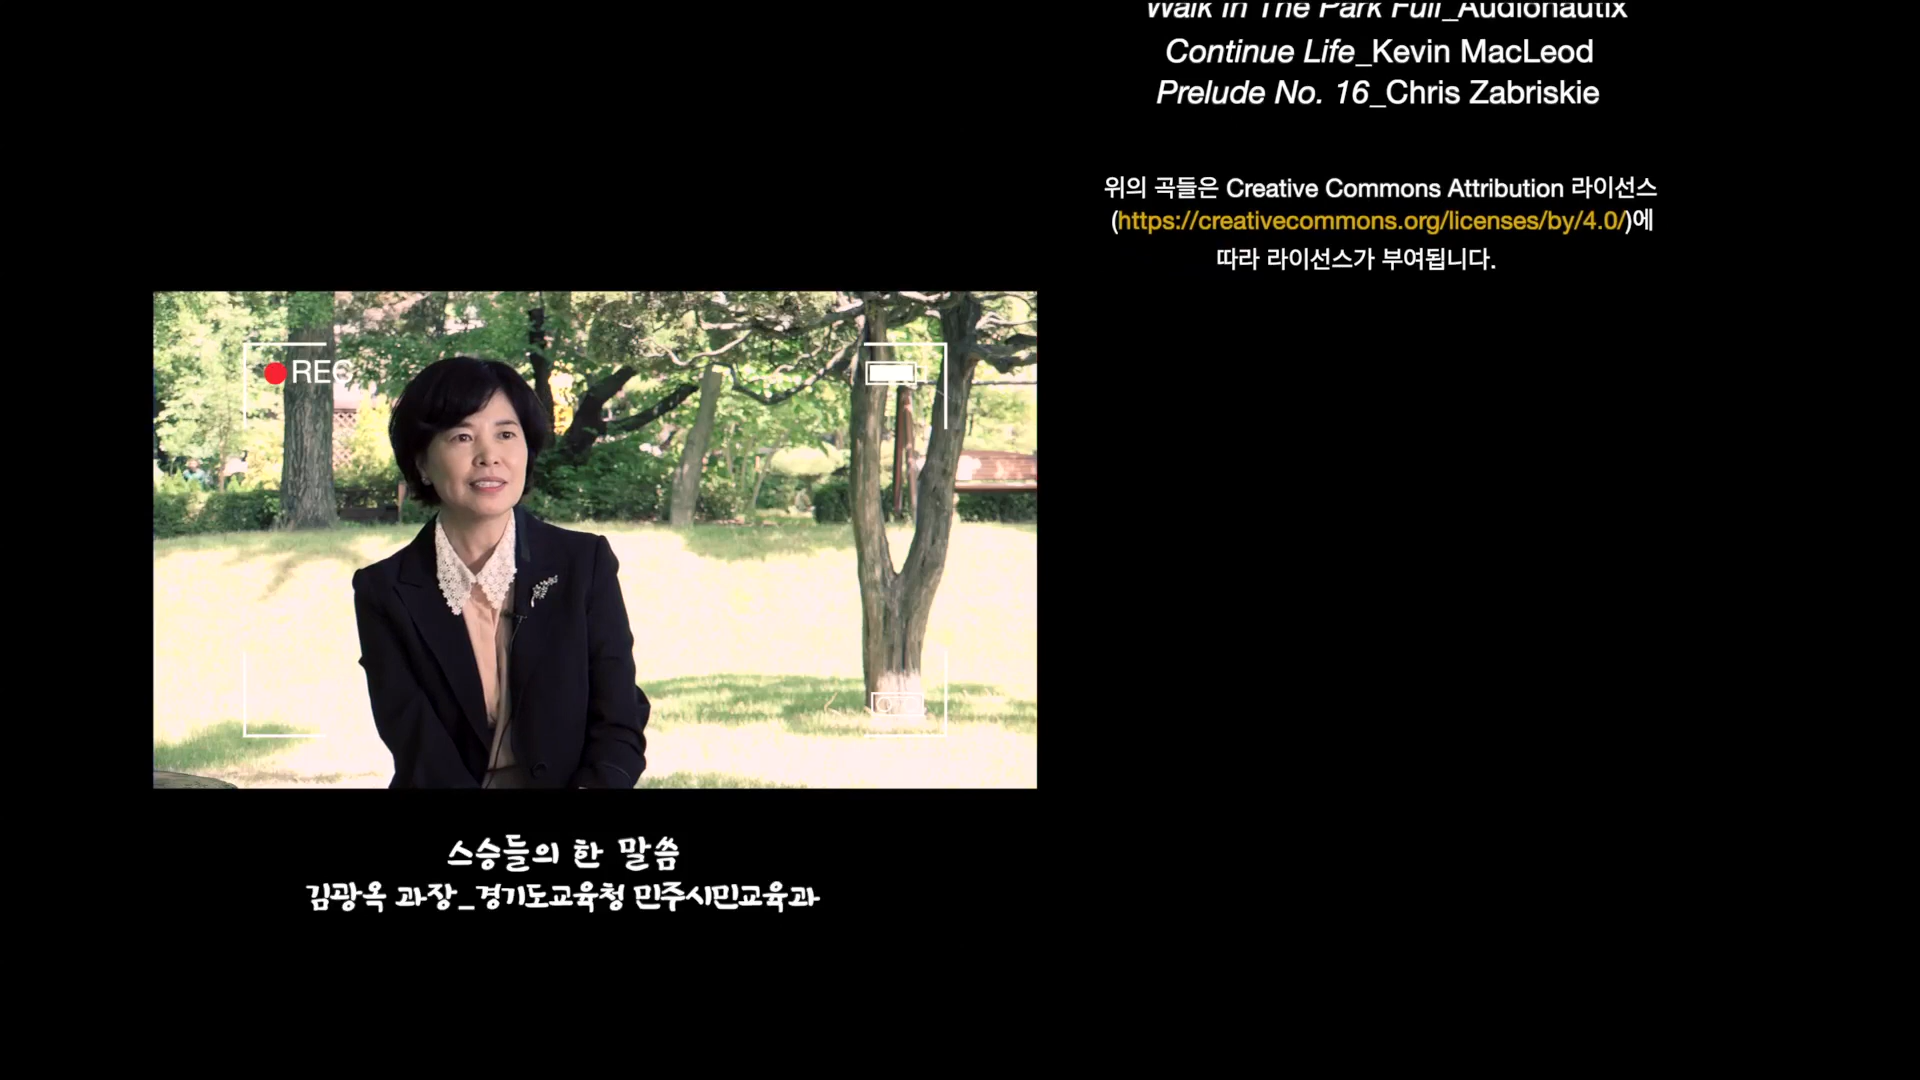 Walk In The Park Full_Audionautix
Continue Life_Kevin MacLeod
Prelude No. 16_Chris Zabriskie
위의 곡들은 Creative Commons Attribution 라이선스
(https://creativecommons.org/licenses/by/4.0/)에
따라 라이선스가 부여됩니다.
REC
스승들의 한 말씀
김광옥 과장_경기도교육청 민주시민교육과